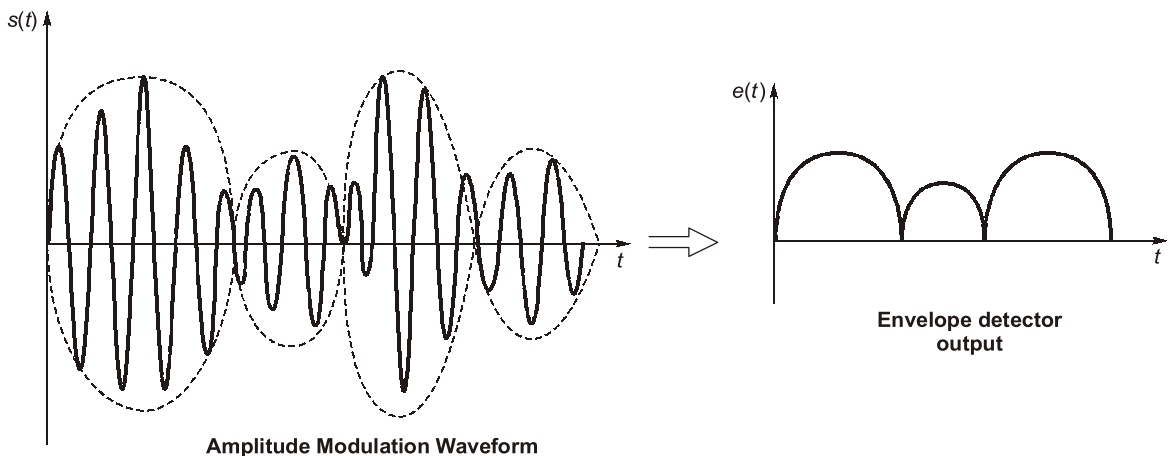 s(t)
t
Amplitude Modulation Waveform
e(t)
t
Envelope detector
output